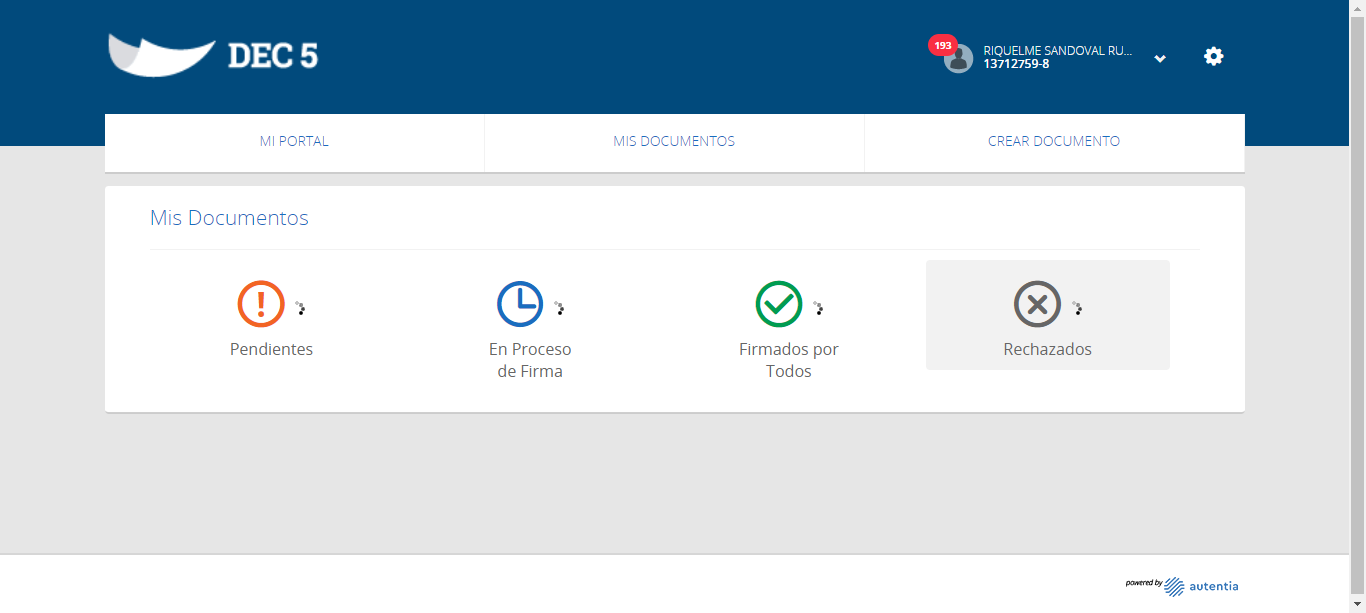 DEC 5
193
RIQUELME SANDOVAL RU...
13712759-8
MI PORTAL
MIS DOCUMENTOS
CREAR DOCUMENTO
Mis Documentos
Pendientes
En Proceso
de Firma
Firmados por
Todos
Rechazados
powered by autentia